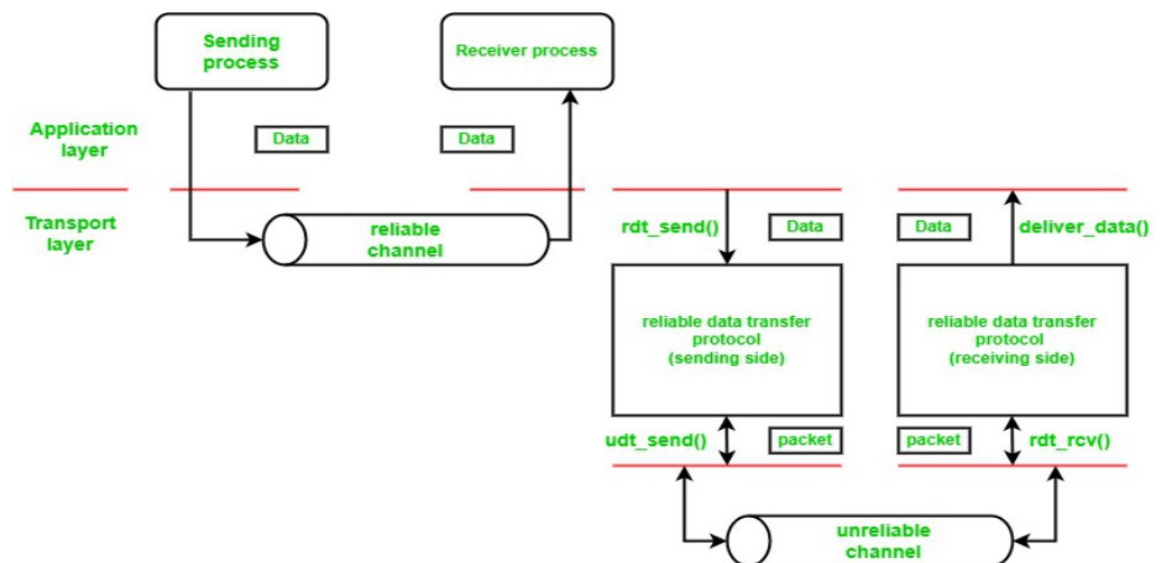 Sending
process
Receiver process
Application
layer
Data
Data
Transport
layer
reliable
channel
rdt_send()
Data
Data
deliver_data()
reliable data transfer
protocol
(sending side)
reliable data transfer
protocol
(receiving side)
udt_send()
packet
packet
rdt_rcv()
unreliable
channel